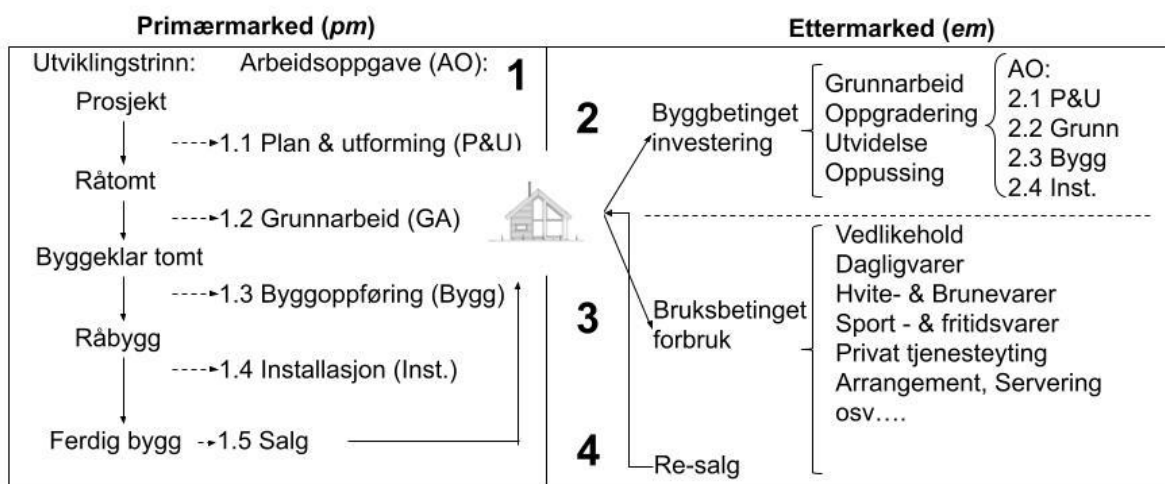 Primærmarked (pm)
Ettermarked (em)
Utviklingstrinn:
Arbeidsoppgave (AO):
1
Prosjekt
1.1 Plan & utforming (P&U)
Råtomt
1.2 Grunnarbeid (GA)
Byggeklar tomt
1.3 Byggoppføring (Bygg)
Råbygg
1.4 Installasjon (Inst.)
Ferdig bygg
1.5 Salg
2
Byggbetinget
investering
Grunnarbeid
Oppgradering
Utvidelse
Oppussing
AO:
2.1 P&U
2.2 Grunn
2.3 Bygg
2.4 Inst.
3
Bruksbetinget
forbruk
Vedlikehold
Dagligvarer
Hvite- & Brunevarer
Sport - & fritidsvarer
Privat tjenesteyting
Arrangement, Servering
osv....
4
Re-salg